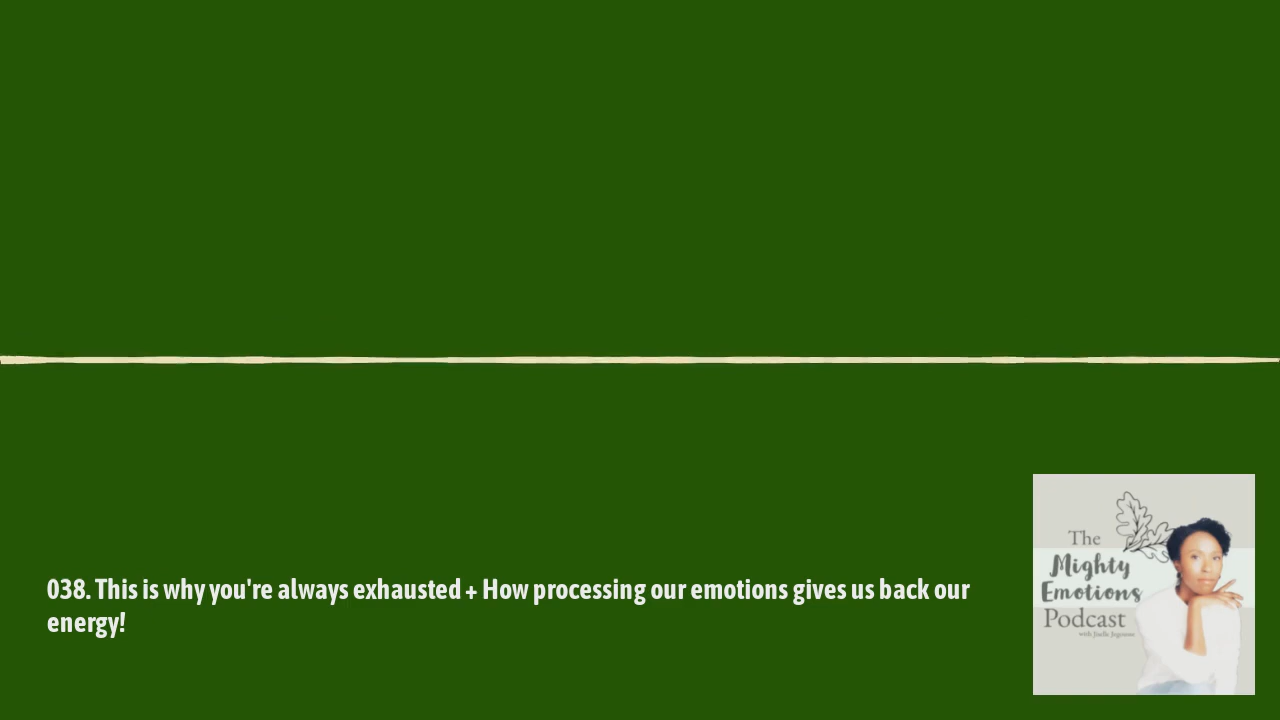 038. This is why you're always exhausted + How processing our emotions gives us back our
energy!
The
Mighty
Emotions
Podcast
with